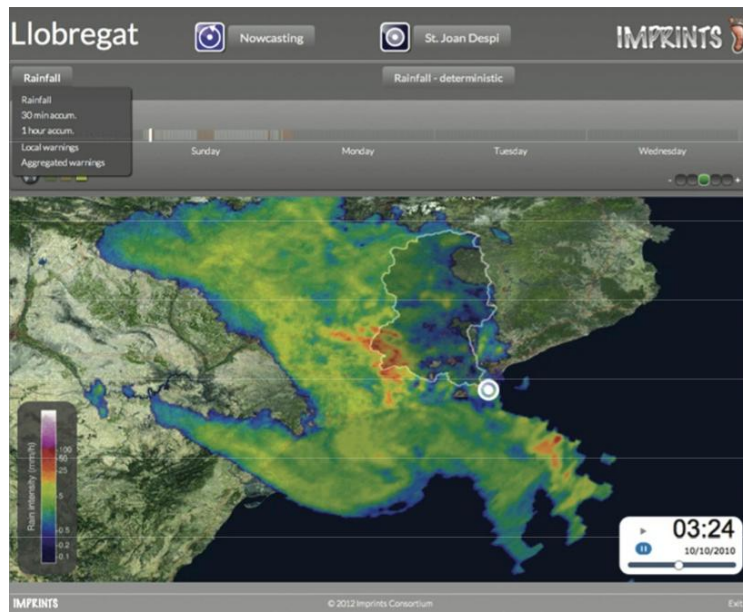 Llobregat
Nowcasting
St. Joan Despi
IMPRINTS
Rainfall
Rainfall - deterministic
Rainfall
30 min accum.
1 hour accum.
Local warnings
Aggregated warnings
Sunday
Monday
Tuesday
Wednesday
- +
Rain intensity (mm/h)
100
50
25
5
0.5
0.2
0.1
03:24
10/10/2010
IMPRINTS
© 2012 Imprints Consortium
Exit